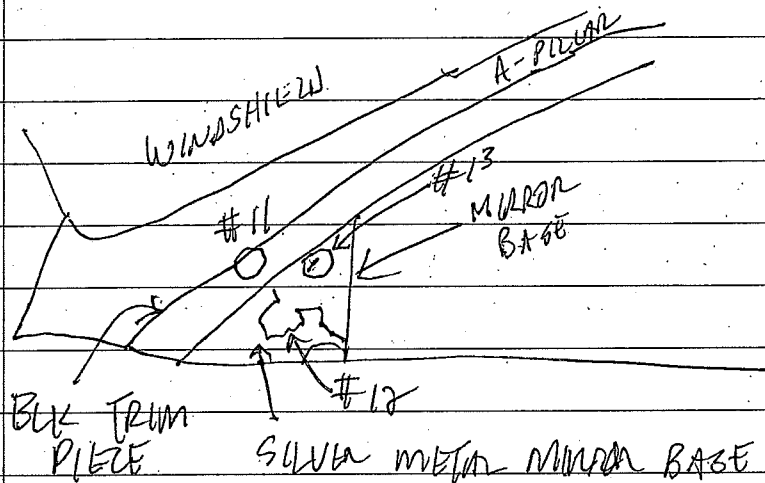 A-PILLAR
WINDSHIELD
#13
#11
MIRROR
BASE
#12
BLK TRIM
PIECE
SILVER METAL MIRROR BASE